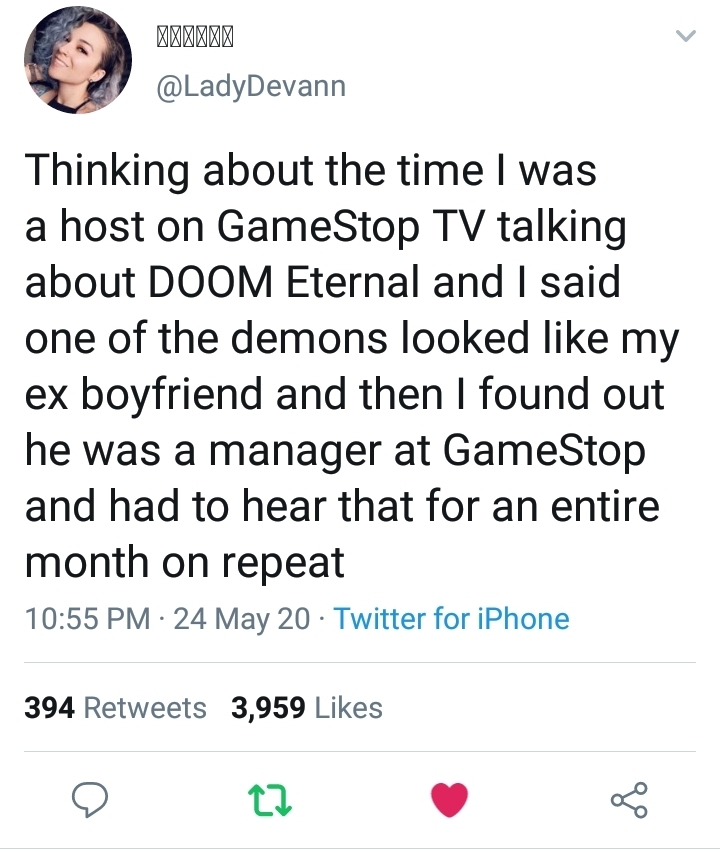 @LadyDevann
Thinking about the time I was
a host on GameStop TV talking
about DOOM Eternal and I said
one of the demons looked like my
ex boyfriend and then I found out
he was a manager at GameStop
and had to hear that for an entire
month on repeat
10:55 PM · 24 May 20 · Twitter for iPhone
394 Retweets 3,959 Likes